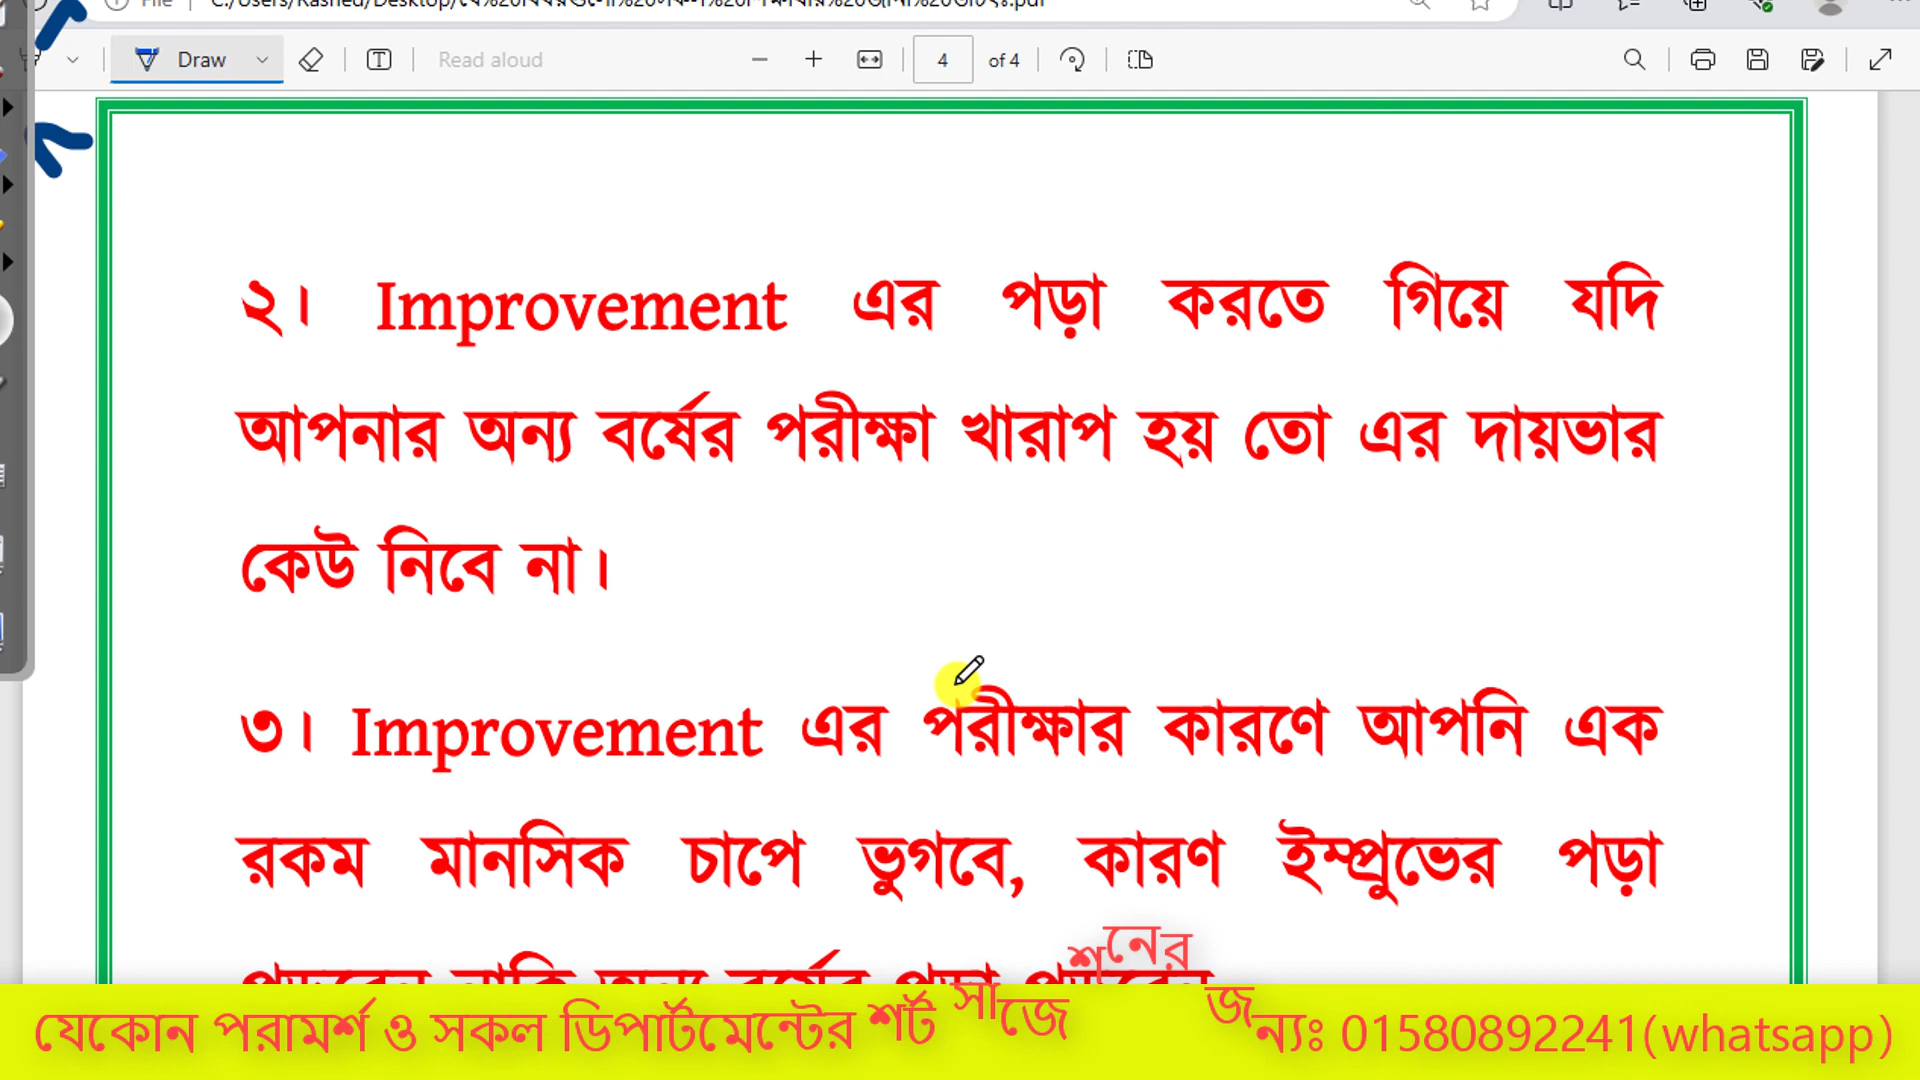 File
Draw
Read aloud
4 of 4
২। Improvement এর পড়া করতে গিয়ে যদি
আপনার অন্য বর্ষের পরীক্ষা খারাপ হয় তো এর দায়ভার
কেউ নিবে না।
৩। Improvement এর পরীক্ষার কারণে আপনি এক
রকম মানসিক চাপে ভুগবে, কারণ ইম্প্রুভের পড়া
যেকোন পরামর্শ ও সকল ডিপার্টমেন্টের শর্ট সাজেশনের জন্যঃ 01580892241(whatsapp)